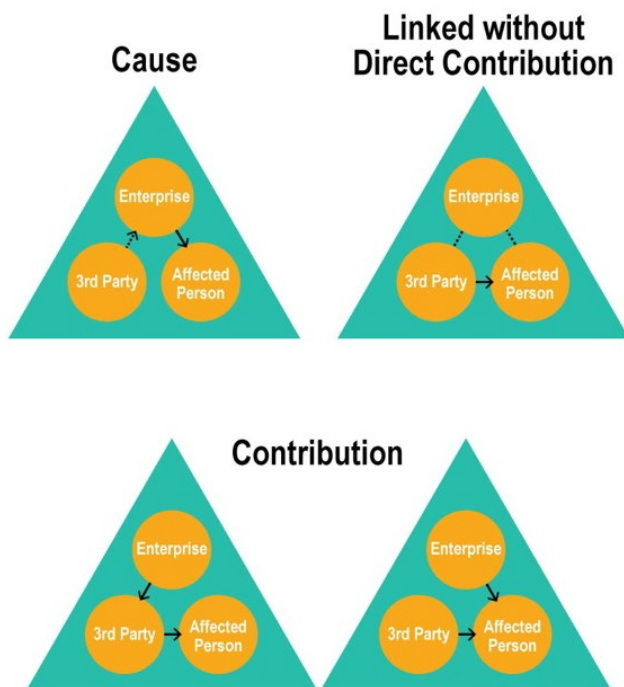 Cause
Linked without
Direct Contribution
Enterprise
3rd Party
Affected
Person
Enterprise
3rd Party
Affected
Person
Contribution
Enterprise
3rd Party
Affected
Person
Enterprise
3rd Party
Affected
Person